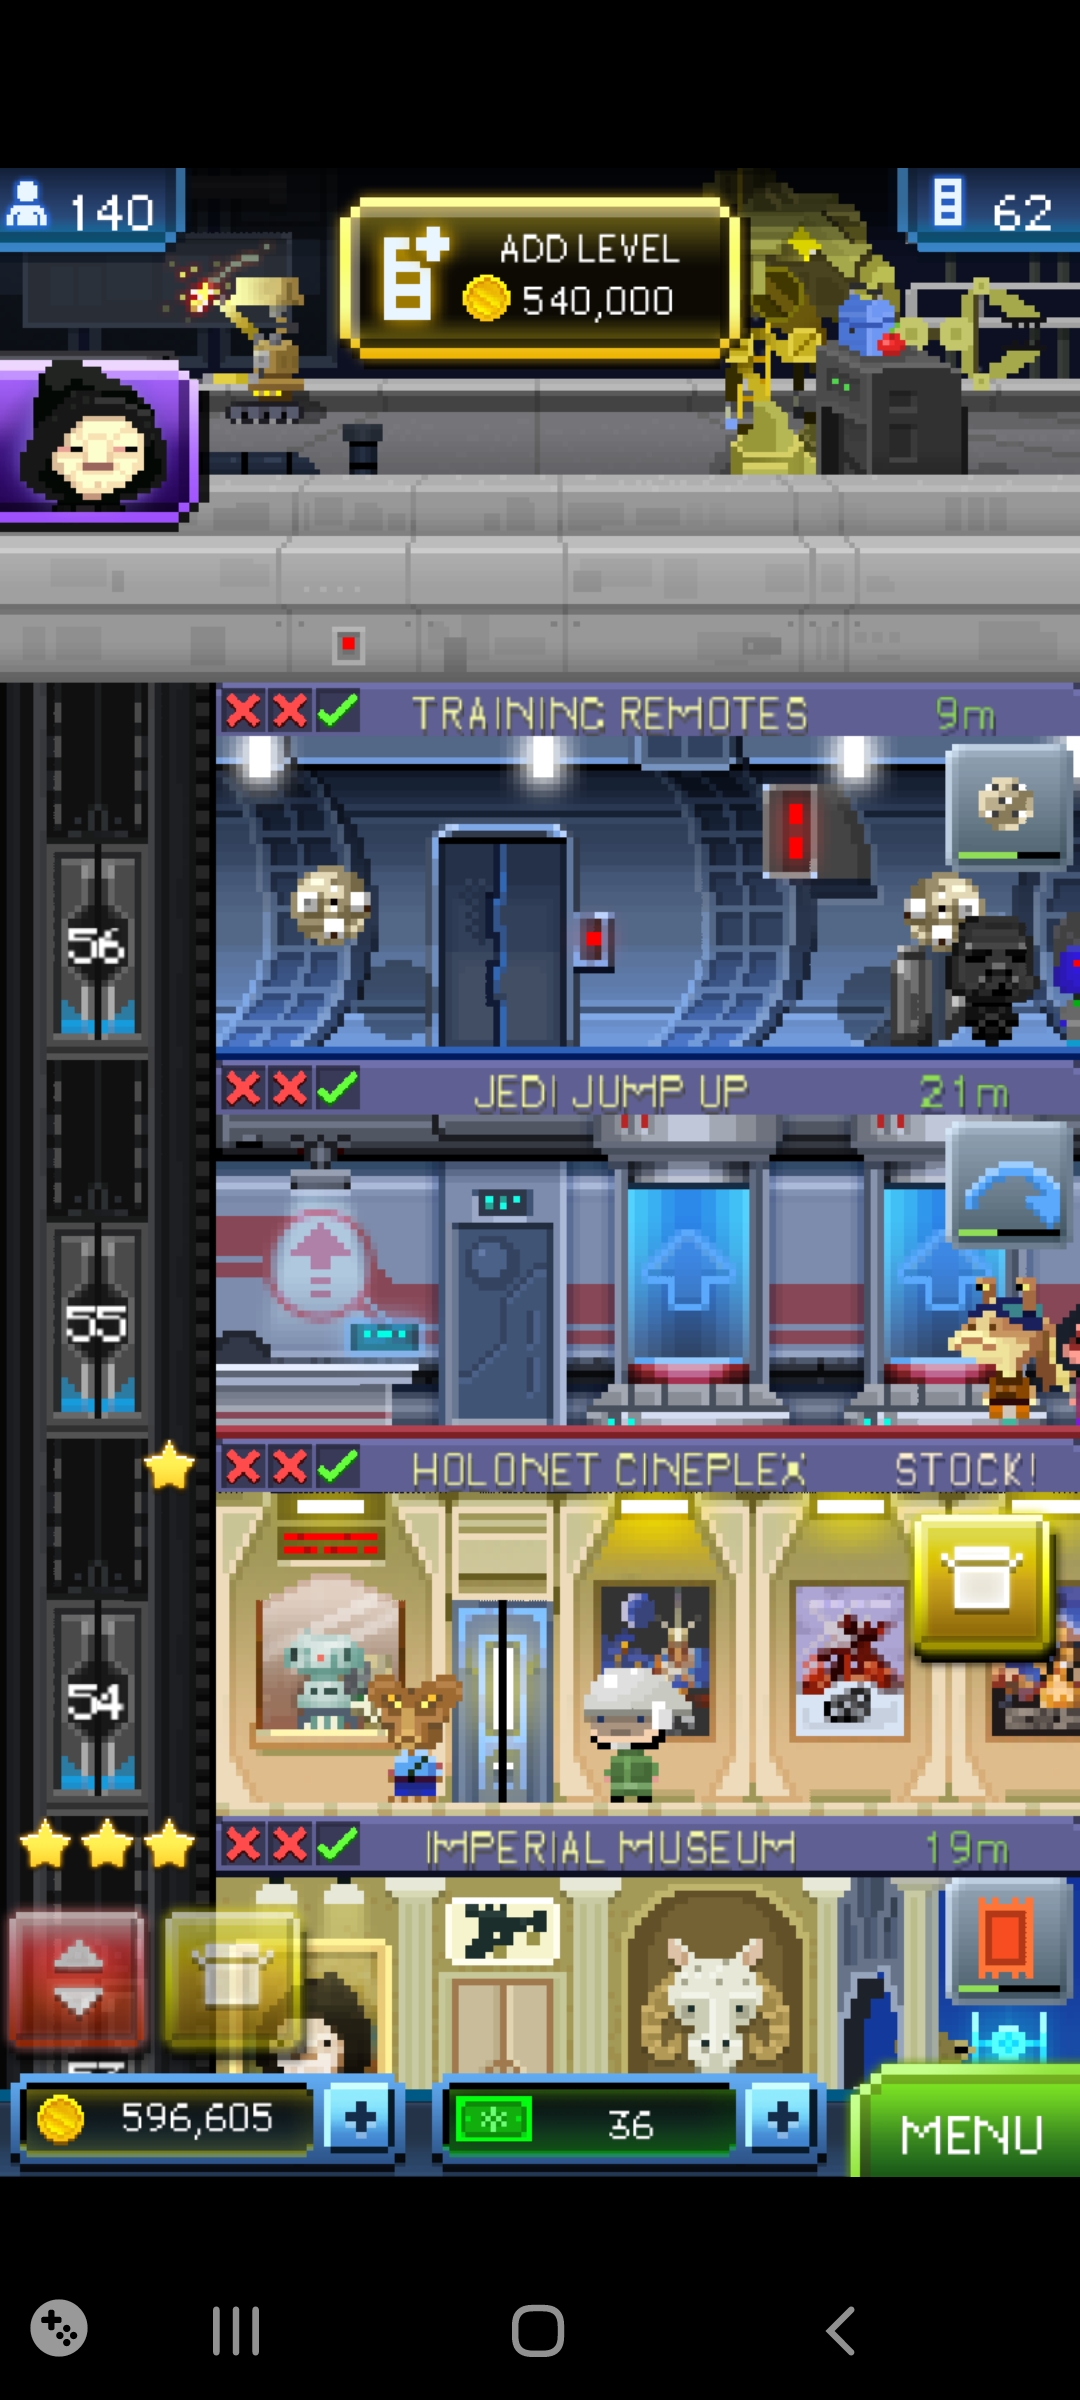 140
ADD LEVEL
540,000
62
TRAINING REMOTES 9m
56
JEDI JUMP UP 21m
55
HOLONET CINEPLEX STOCK!
54
IMPERIAL MUSEUM 19m
596,605
36
MENU